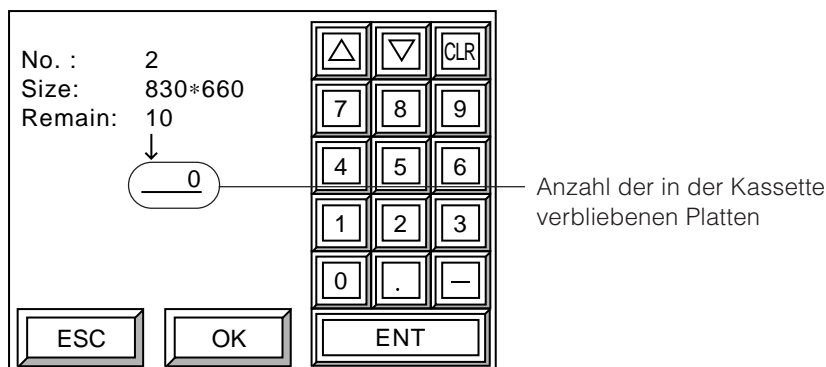 No. : 2
Size: 830*660
Remain: 10
↓
0
△ ▽ CLR
7 8 9
4 5 6
1 2 3
0 . —
ESC OK ENT
Anzahl der in der Kassette
verbliebenen Platten